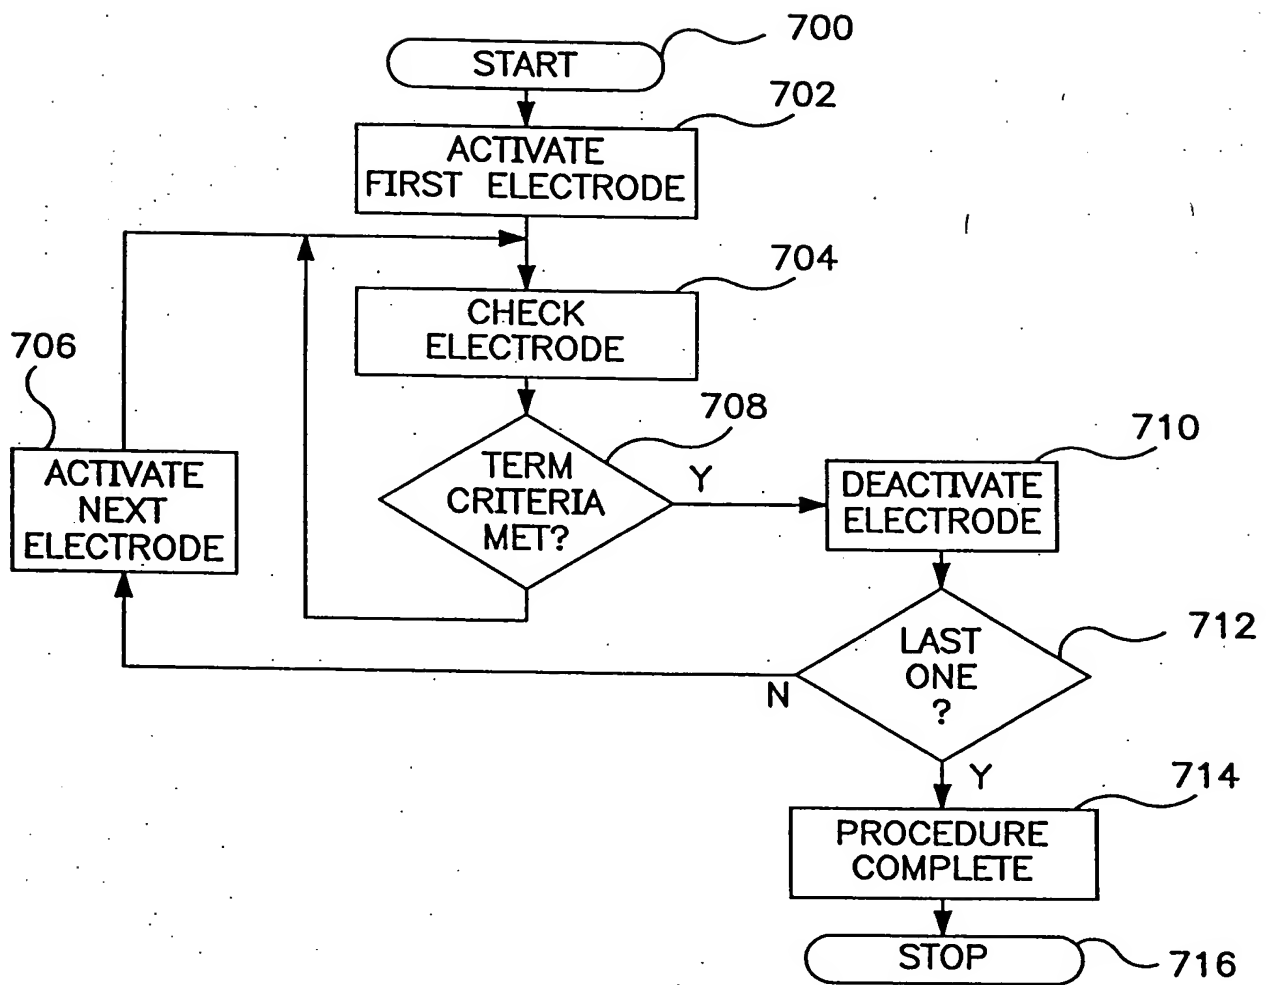 700
START
702
ACTIVATE
FIRST ELECTRODE
704
CHECK
ELECTRODE
706
ACTIVATE
NEXT
ELECTRODE
708
TERM
CRITERIA
MET?
Y
710
DEACTIVATE
ELECTRODE
712
LAST
ONE
?
N
Y
714
PROCEDURE
COMPLETE
STOP
716